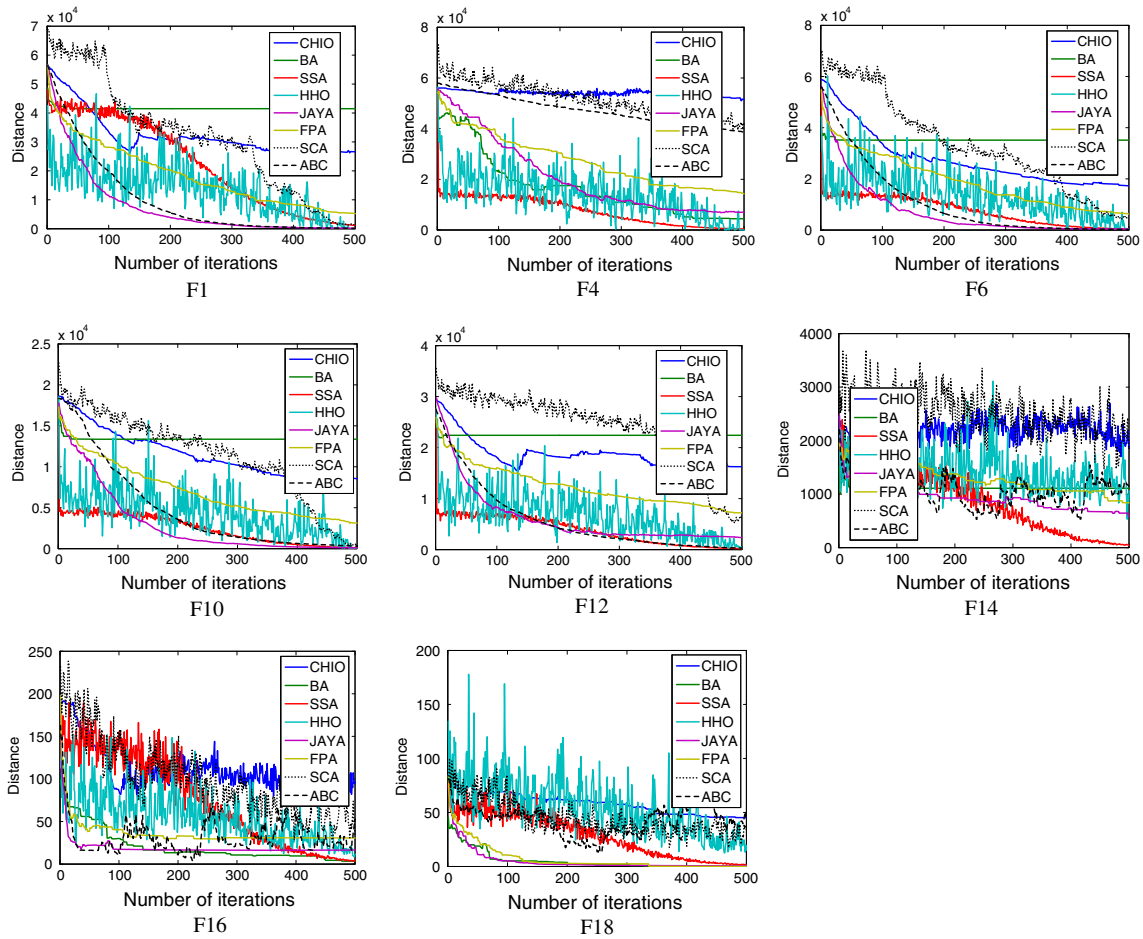 x 10^4
7
6
5
4
3
2
1
0
0 100 200 300 400 500
Distance
Number of iterations
CHIO
BA
SSA
HHO
JAYA
FPA
SCA
ABC
F1
x 10^4
8
6
4
2
0
0 100 200 300 400 500
Distance
Number of iterations
CHIO
BA
SSA
HHO
JAYA
FPA
SCA
ABC
F4
x 10^4
8
7
6
5
4
3
2
1
0
0 100 200 300 400 500
Distance
Number of iterations
CHIO
BA
SSA
HHO
JAYA
FPA
SCA
ABC
F6
x 10^4
2.5
2
1.5
1
0.5
0
0 100 200 300 400 500
Distance
Number of iterations
CHIO
BA
SSA
HHO
JAYA
FPA
SCA
ABC
F10
x 10^4
4
3
2
1
0
0 100 200 300 400 500
Distance
Number of iterations
CHIO
BA
SSA
HHO
JAYA
FPA
SCA
ABC
F12
4000
3000
2000
1000
0
0 100 200 300 400 500
Distance
Number of iterations
CHIO
BA
SSA
HHO
JAYA
FPA
SCA
ABC
F14
250
200
150
100
50
0
0 100 200 300 400 500
Distance
Number of iterations
CHIO
BA
SSA
HHO
JAYA
FPA
SCA
ABC
F16
200
150
100
50
0
0 100 200 300 400 500
Distance
Number of iterations
CHIO
BA
SSA
HHO
JAYA
FPA
SCA
ABC
F18